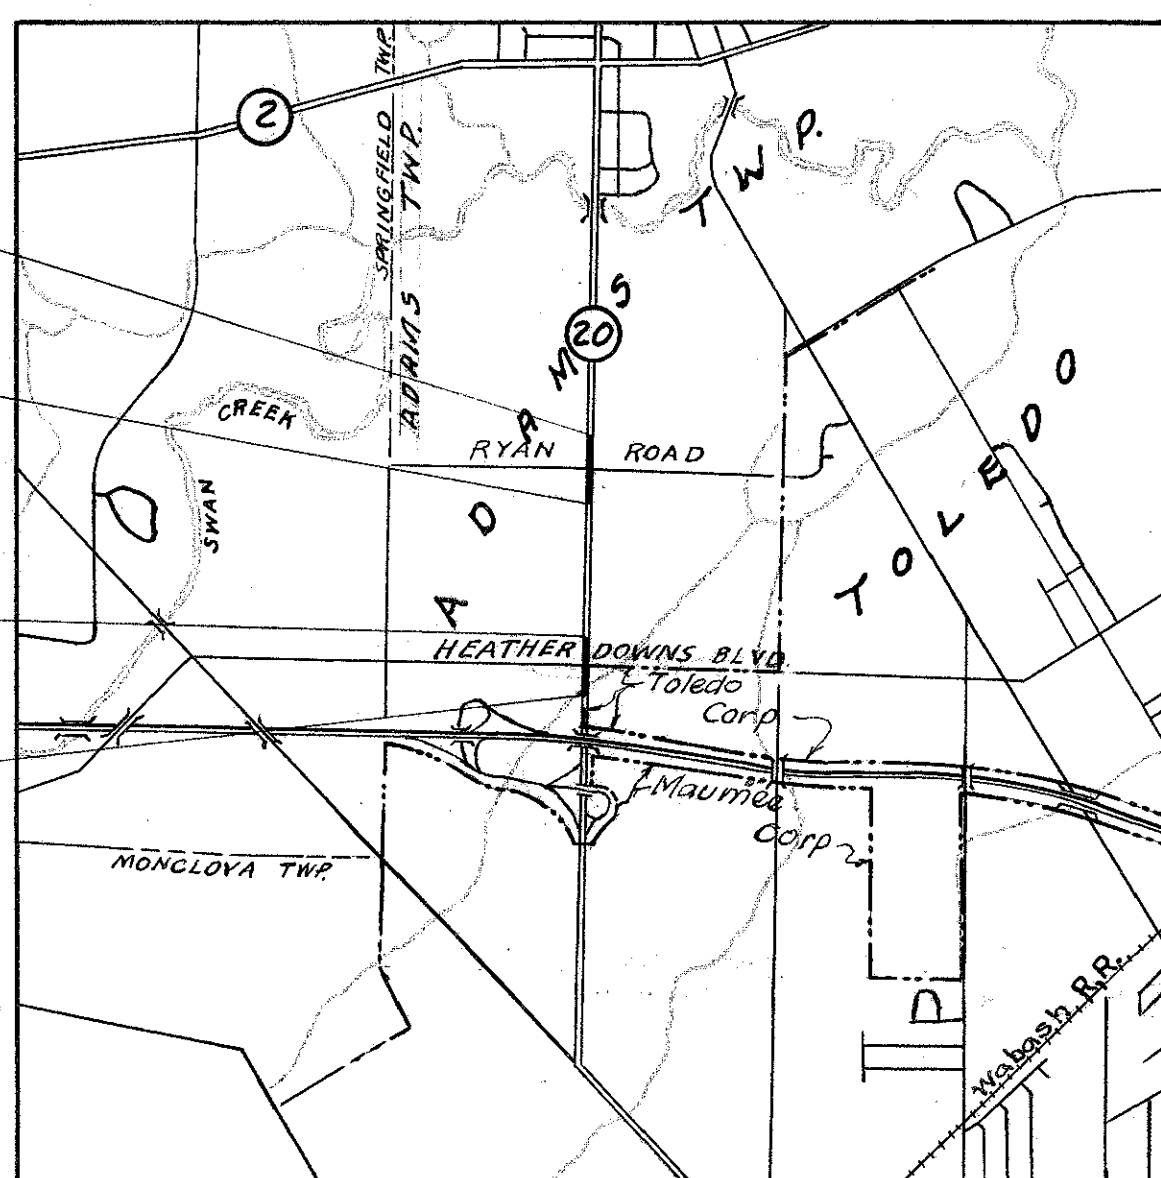 2
SPRINGFIELD TWP.
ADAMS TWP.
ADAMS TWP.
20
CREEK
SWAN
RYAN ROAD
TOLEDO
HEATHER DOWNS BLVD.
Toledo
Corp
Maumee
Corp
MONCLOVA TWP.
Wabash R.R.